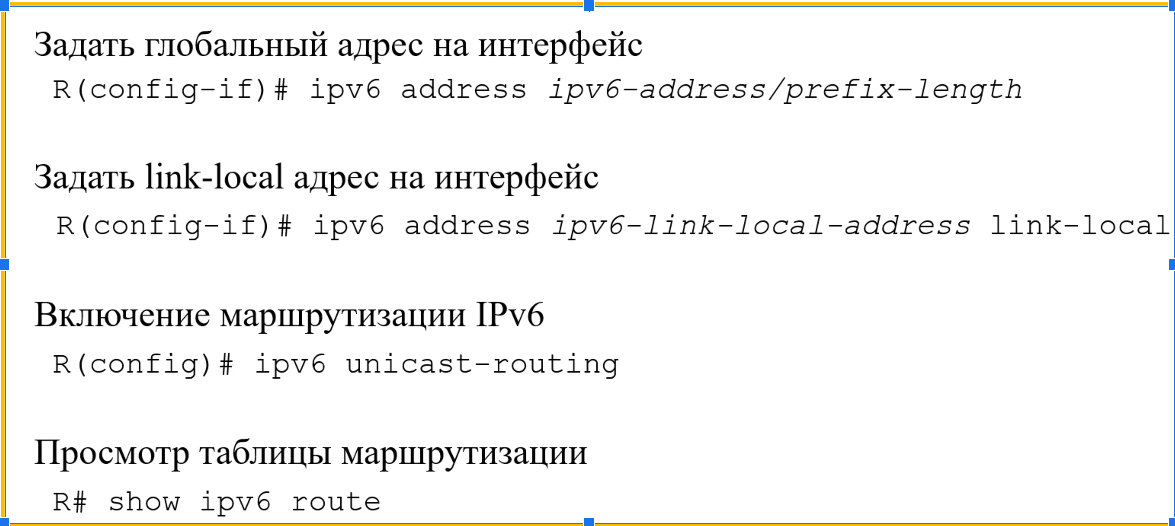 Задать глобальный адрес на интерфейс
R(config-if)# ipv6 address ipv6-address/prefix-length
Задать link-local адрес на интерфейс
R(config-if)# ipv6 address ipv6-link-local-address link-local
Включение маршрутизации IPv6
R(config)# ipv6 unicast-routing
Просмотр таблицы маршрутизации
R# show ipv6 route